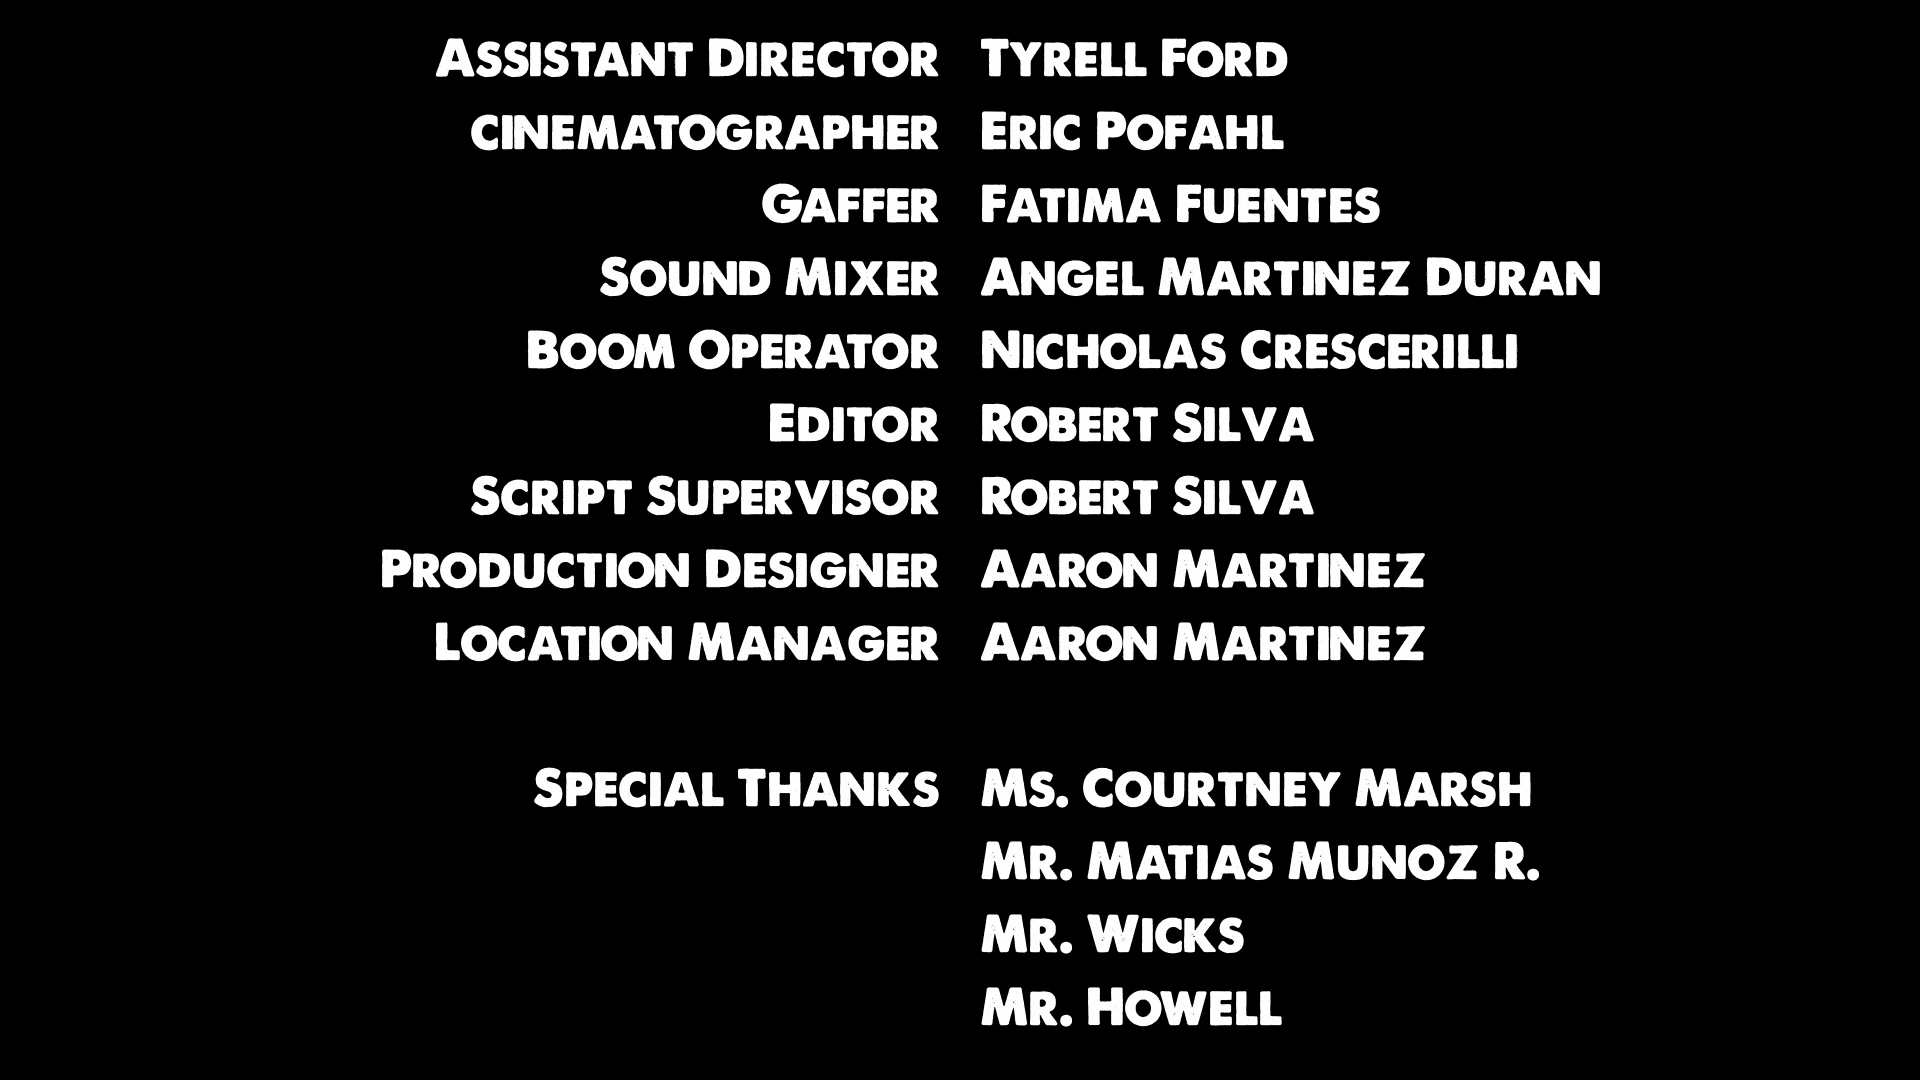 Assistant Director Tyrell Ford
cinematographer Eric Pofahl
Gaffer Fatima Fuentes
Sound Mixer Angel Martinez Duran
Boom Operator Nicholas Crescerilli
Editor Robert Silva
Script Supervisor Robert Silva
Production Designer Aaron Martinez
Location Manager Aaron Martinez
Special Thanks Ms. Courtney Marsh
Mr. Matias Munoz R.
Mr. Wicks
Mr. Howell